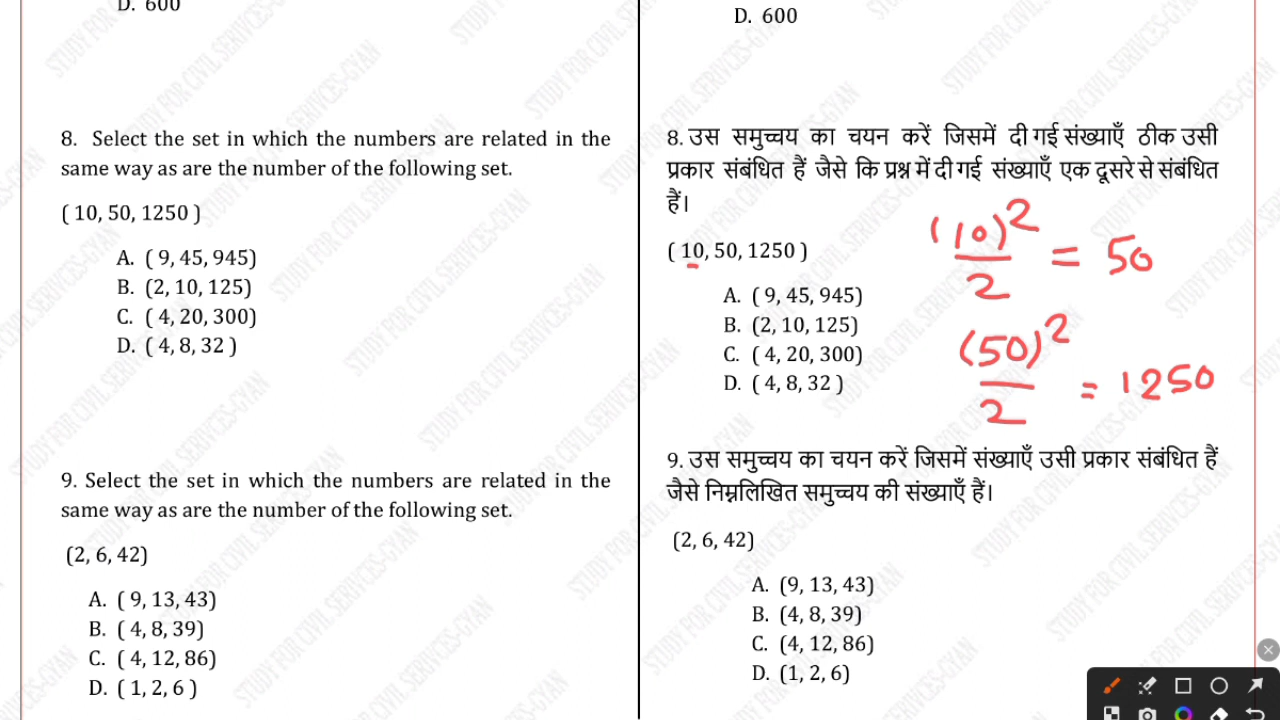 D. 600
8. Select the set in which the numbers are related in the
same way as are the number of the following set.
( 10, 50, 1250 )
A. ( 9, 45, 945)
B. (2, 10, 125)
C. ( 4, 20, 300)
D. ( 4, 8, 32 )
9. Select the set in which the numbers are related in the
same way as are the number of the following set.
(2, 6, 42)
A. ( 9, 13, 43)
B. ( 4, 8, 39)
C. ( 4, 12, 86)
D. ( 1, 2, 6 )
D. 600
8. उस समुच्चय का चयन करें जिसमें दी गई संख्याएँ ठीक उसी
प्रकार संबंधित हैं जैसे कि प्रश्न में दी गई संख्याएँ एक दूसरे से संबंधित
हैं।
( 10, 50, 1250 )
(10)²/2 = 50
A. ( 9, 45, 945)
B. (2, 10, 125)
C. ( 4, 20, 300)
D. ( 4, 8, 32 )
(50)²/2 = 1250
9. उस समुच्चय का चयन करें जिसमें संख्याएँ उसी प्रकार संबंधित हैं
जैसे निम्नलिखित समुच्चय की संख्याएँ हैं।
(2, 6, 42)
A. (9, 13, 43)
B. (4, 8, 39)
C. (4, 12, 86)
D. (1, 2, 6)
STUDY FOR CIVIL SERIVCES-GYAN